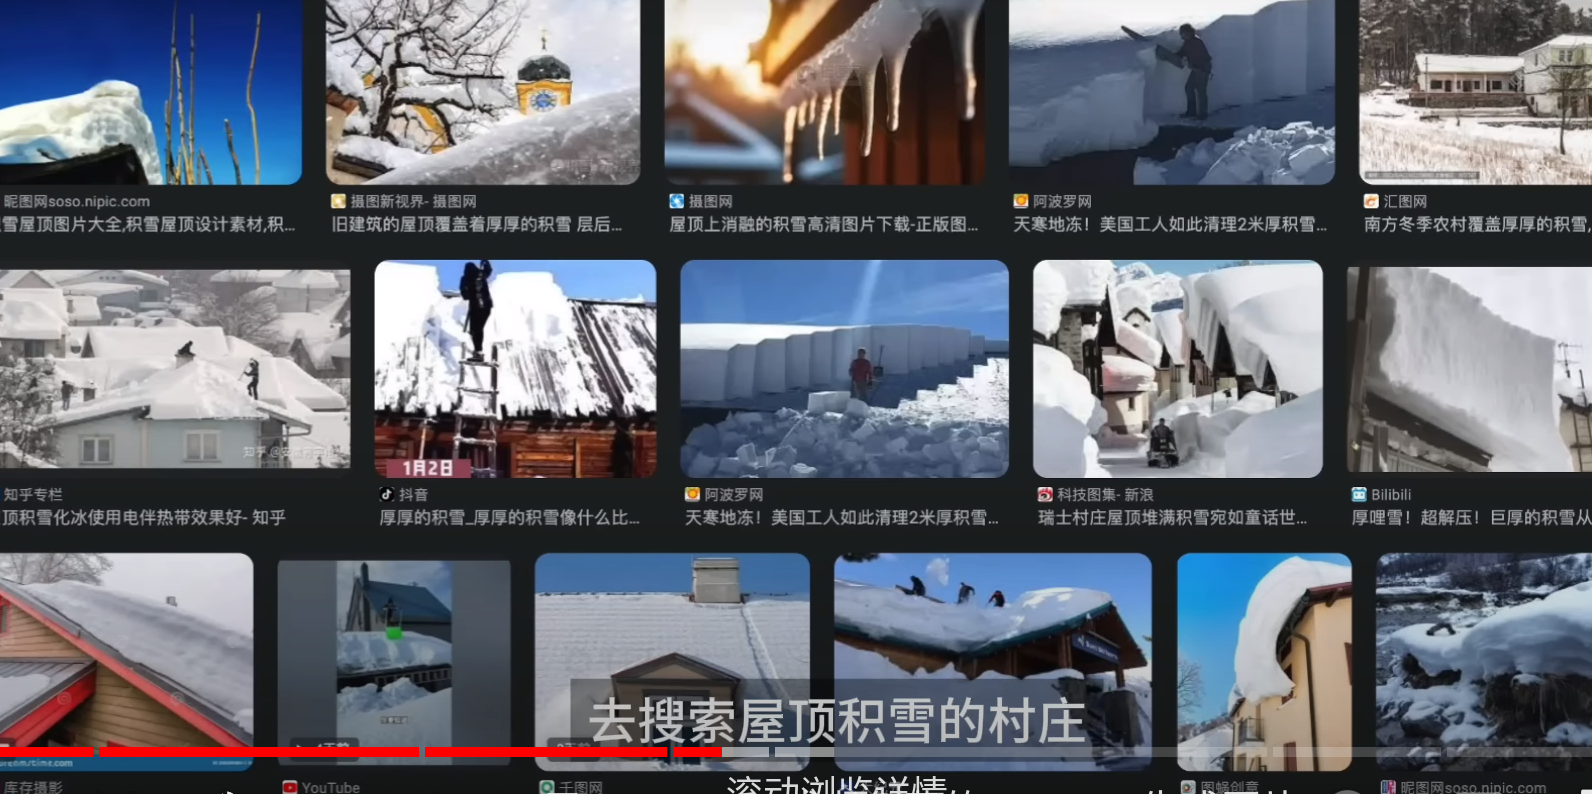 昵图网soso.nipic.com
雪屋顶图片大全,积雪屋顶设计素材,积...
摄图新视界- 摄图网
旧建筑的屋顶覆盖着厚厚的积雪 层后...
摄图网
屋顶上消融的积雪高清图片下载-正版图...
阿波罗网
天寒地冻！美国工人如此清理2米厚积雪...
汇图网
南方冬季农村覆盖厚厚的积雪,
知乎
1月2日
知乎专栏
顶积雪化冰使用电伴热带效果好- 知乎
抖音
厚厚的积雪_厚厚的积雪像什么比...
阿波罗网
天寒地冻！美国工人如此清理2米厚积雪...
科技图集- 新浪
瑞士村庄屋顶堆满积雪宛如童话世...
Bilibili
厚哩雪！超解压！巨厚的积雪从
去搜索屋顶积雪的村庄
滚动浏览详情
库存摄影
YouTube
千图网
图蝠创意
昵图网soso.nipic.com